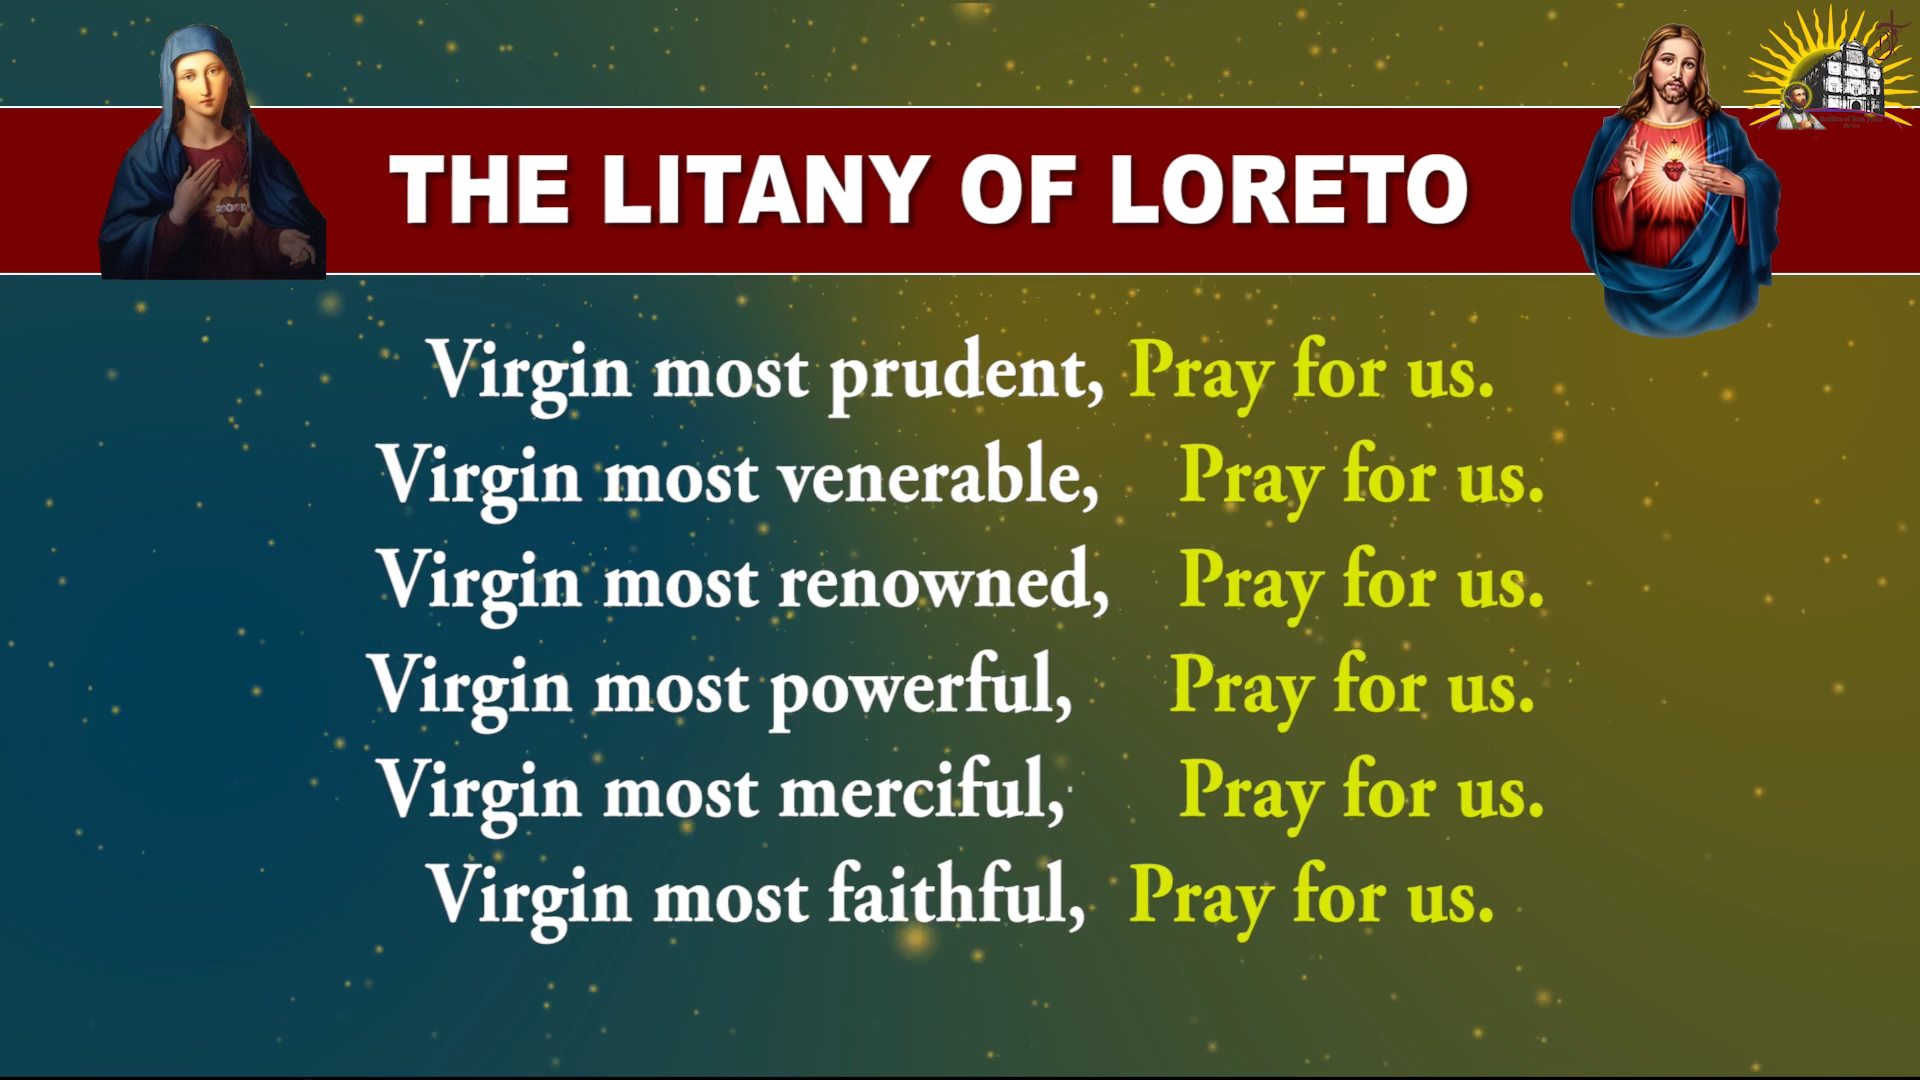 THE LITANY OF LORETO
Virgin most prudent, Pray for us.
Virgin most venerable, Pray for us.
Virgin most renowned, Pray for us.
Virgin most powerful, Pray for us.
Virgin most merciful, Pray for us.
Virgin most faithful, Pray for us.